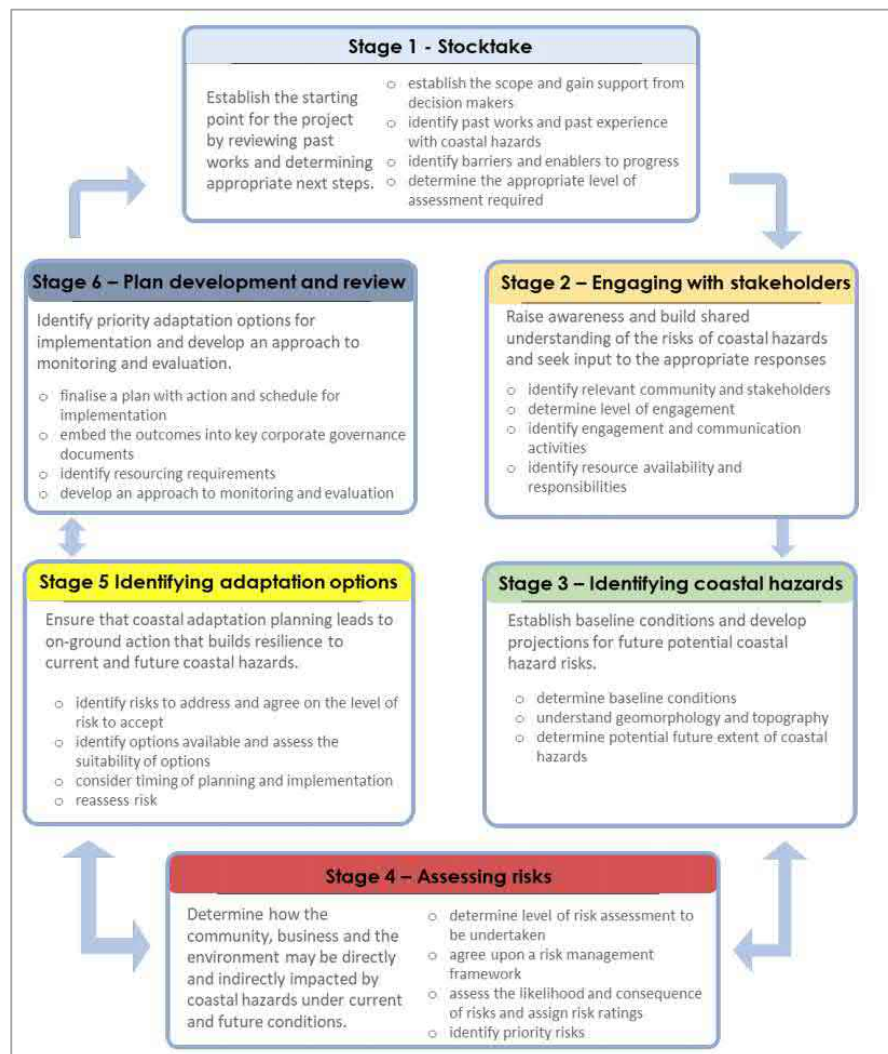 Stage 1 - Stocktake
Establish the starting
point for the project
by reviewing past
works and determining
appropriate next steps.
o establish the scope and gain support from
decision makers
o identify past works and past experience
with coastal hazards
o identify barriers and enablers to progress
o determine the appropriate level of
assessment required
Stage 2 – Engaging with stakeholders
Raise awareness and build shared
understanding of the risks of coastal hazards
and seek input to the appropriate responses
o identify relevant community and stakeholders
o determine level of engagement
o identify engagement and communication
activities
o identify resource availability and
responsibilities
Stage 3 – Identifying coastal hazards
Establish baseline conditions and develop
projections for future potential coastal
hazard risks.
o determine baseline conditions
o understand geomorphology and topography
o determine potential future extent of coastal
hazards
Stage 4 – Assessing risks
Determine how the
community, business and the
environment may be directly
and indirectly impacted by
coastal hazards under current
and future conditions.
o determine level of risk assessment to
be undertaken
o agree upon a risk management
framework
o assess the likelihood and consequence
of risks and assign risk ratings
o identify priority risks
Stage 5 Identifying adaptation options
Ensure that coastal adaptation planning leads to
on-ground action that builds resilience to
current and future coastal hazards.
o identify risks to address and agree on the level of
risk to accept
o identify options available and assess the
suitability of options
o consider timing of planning and implementation
o reassess risk
Stage 6 – Plan development and review
Identify priority adaptation options for
implementation and develop an approach to
monitoring and evaluation.
o finalise a plan with action and schedule for
implementation
o embed the outcomes into key corporate governance
documents
o identify resourcing requirements
o develop an approach to monitoring and evaluation